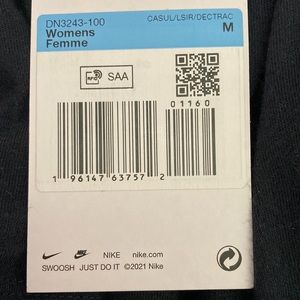 DN3243-100 CASUL/LSIR/DECTRAC
Womens M
Femme
RFID SAA
01160
1 96147 63757 2
NIKE nike.com
SWOOSH JUST DO IT ©2021 Nike